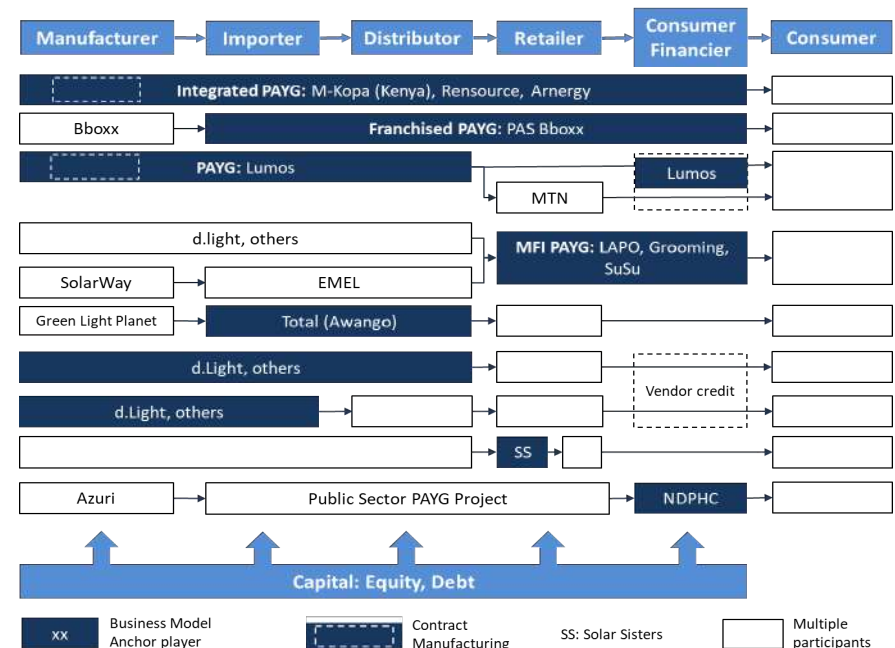 Manufacturer
Importer
Distributor
Retailer
Consumer
Financier
Consumer
Integrated PAYG: M-Kopa (Kenya), Rensource, Arnergy
Bboxx
Franchised PAYG: PAS Bboxx
PAYG: Lumos
Lumos
MTN
d.light, others
MFI PAYG: LAPO, Grooming,
SuSu
SolarWay
EMEL
Green Light Planet
Total (Awango)
d.Light, others
Vendor credit
d.Light, others
SS
Azuri
Public Sector PAYG Project
NDPHC
Capital: Equity, Debt
xx
Business Model
Anchor player
Contract
Manufacturing
SS: Solar Sisters
Multiple
participants